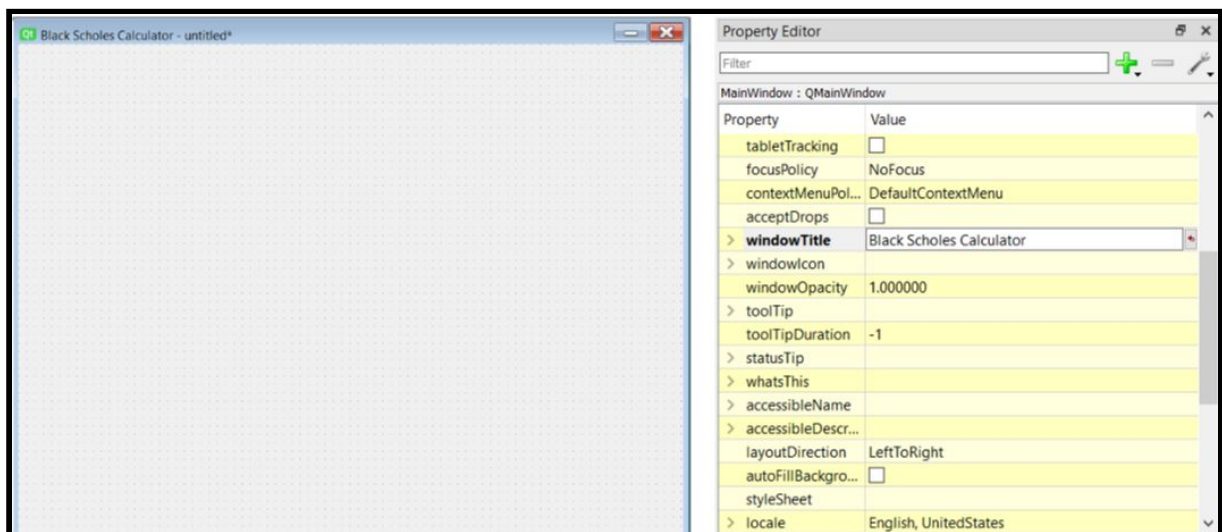 Qt Black Scholes Calculator - untitled*
Property Editor
Filter
MainWindow : QMainWindow
Property Value
tabletTracking
focusPolicy NoFocus
contextMenuPol... DefaultContextMenu
acceptDrops
windowTitle Black Scholes Calculator
windowIcon
windowOpacity 1.000000
toolTip
toolTipDuration -1
statusTip
whatsThis
accessibleName
accessibleDescr...
layoutDirection LeftToRight
autoFillBackgro...
styleSheet
locale English, UnitedStates